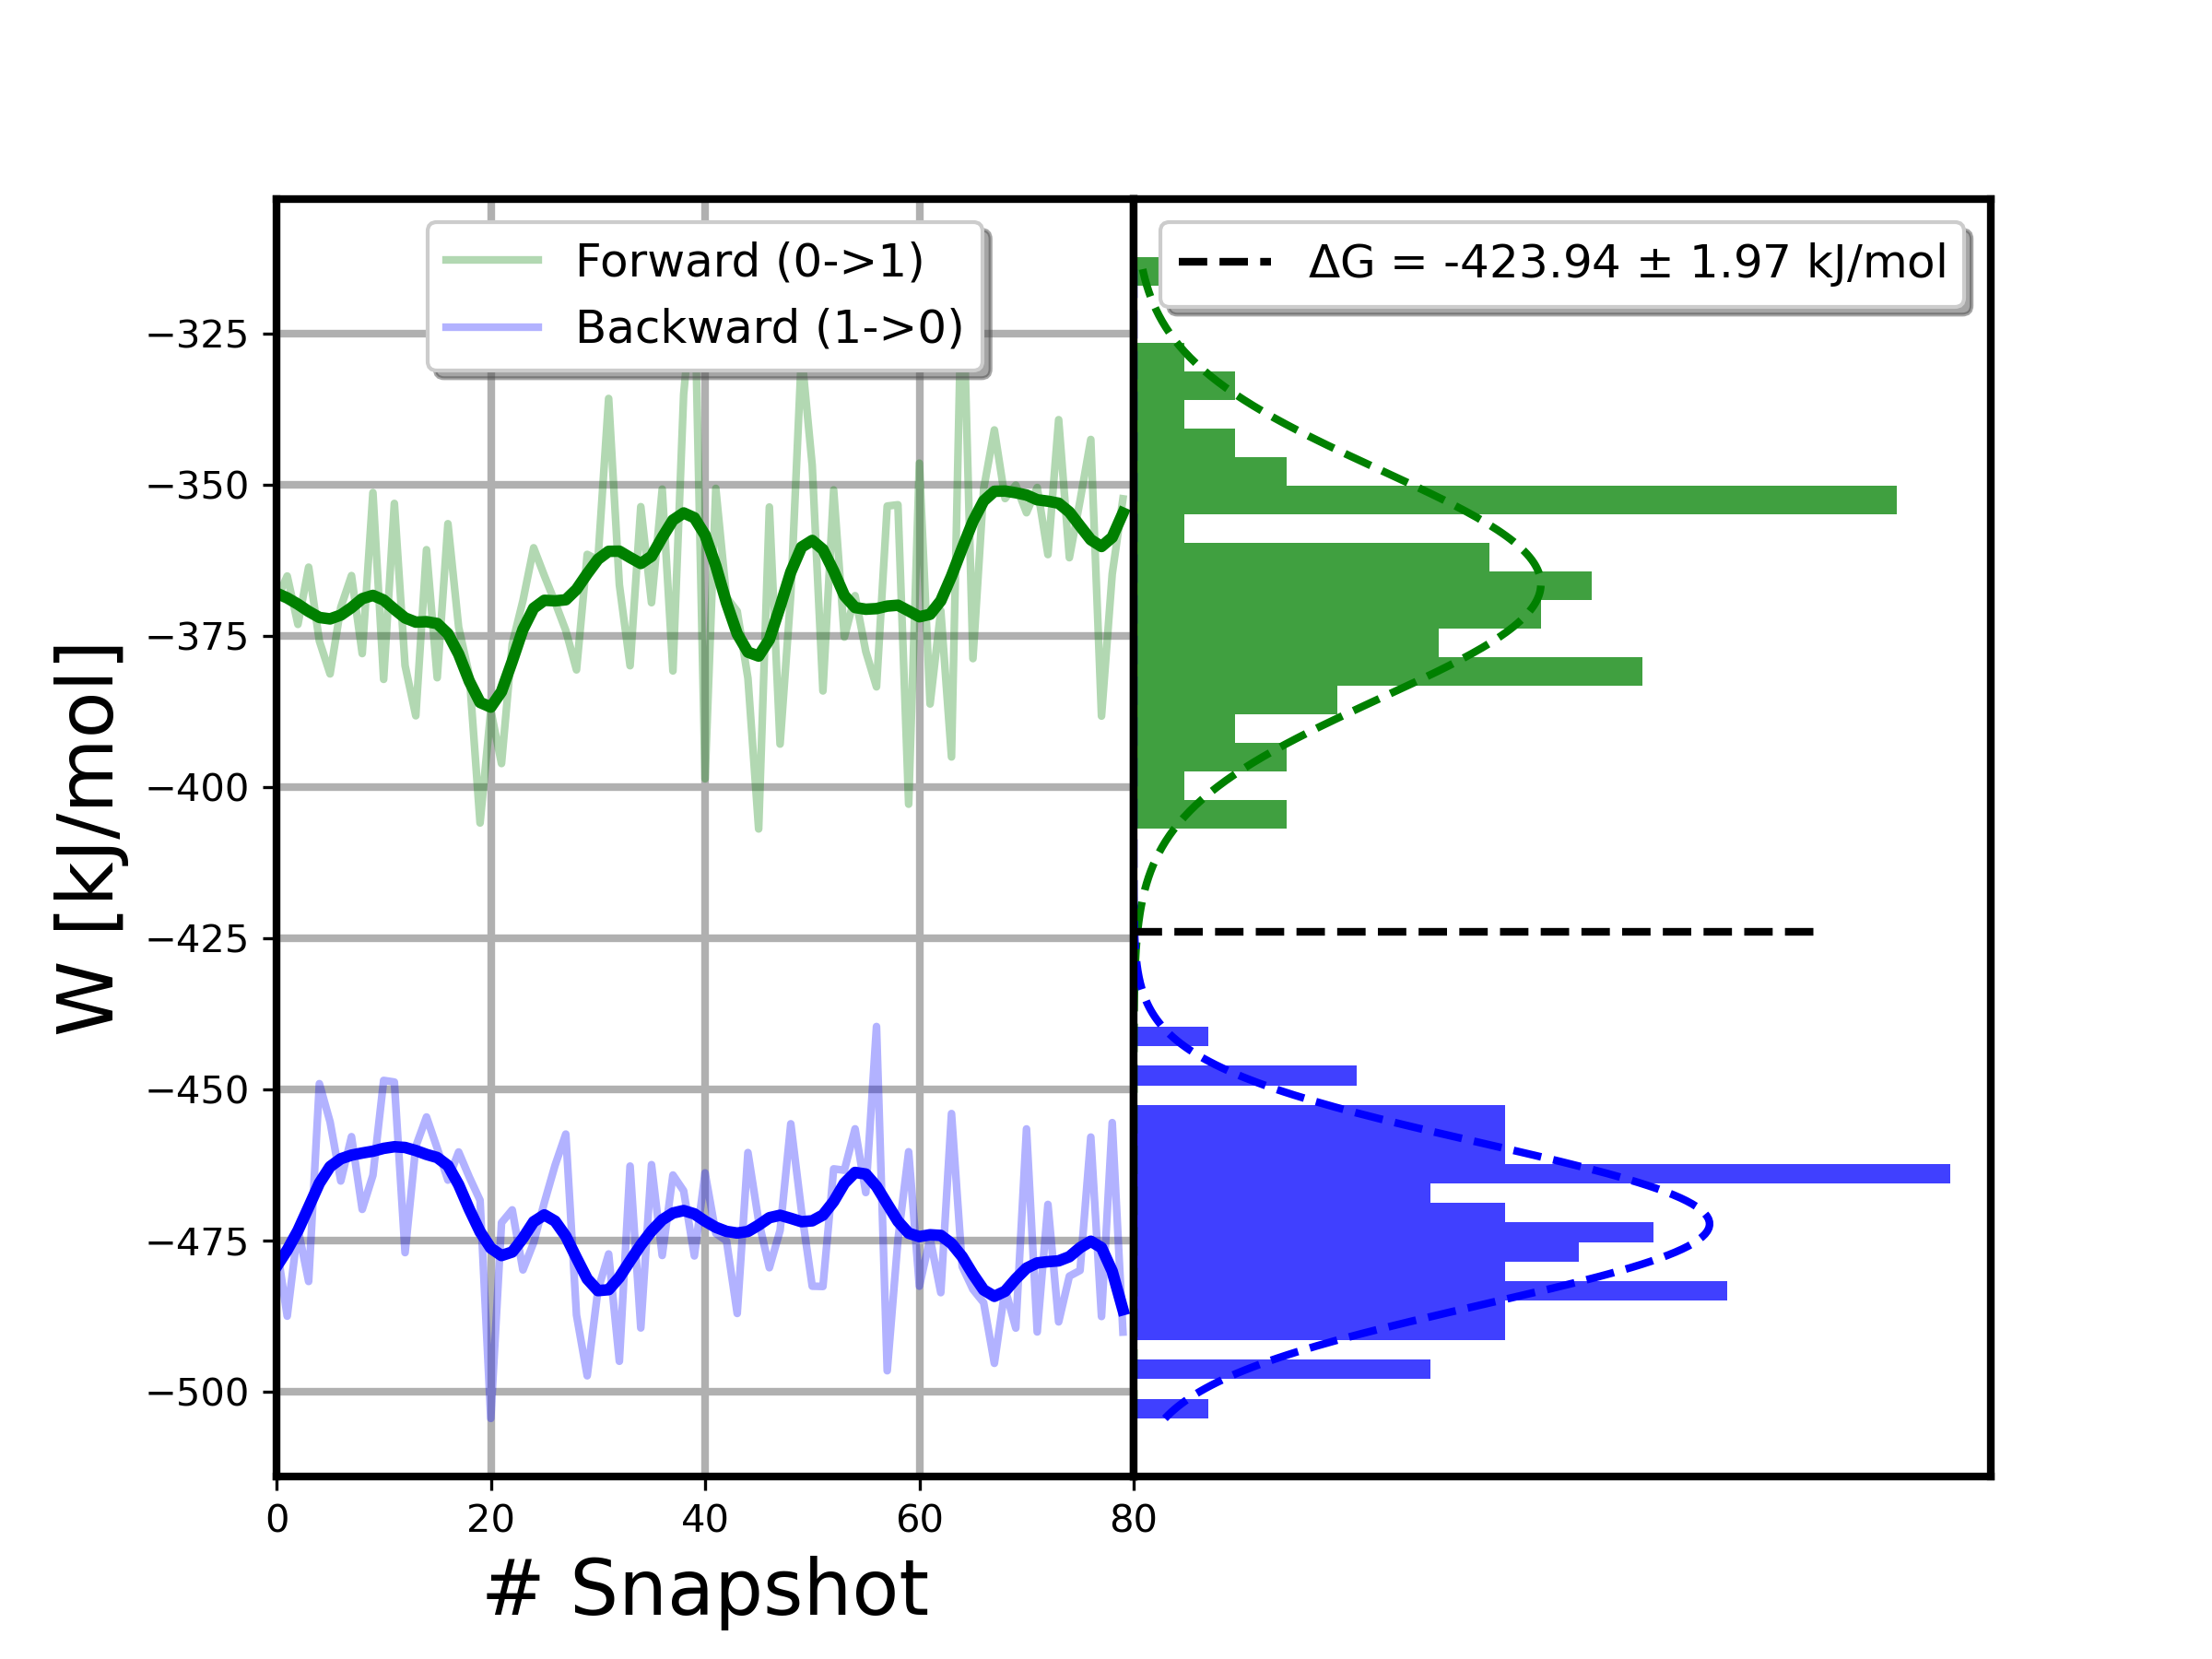 Forward (0->1)
Backward (1->0)
ΔG = -423.94 ± 1.97 kJ/mol
W [kJ/mol]
−325
−350
−375
−400
−425
−450
−475
−500
0 20 40 60 80
# Snapshot